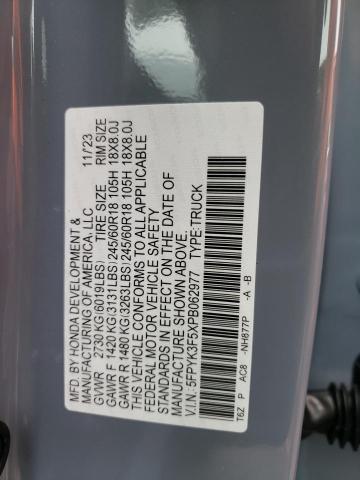 MFD. BY HONDA DEVELOPMENT &
MANUFACTURING OF AMERICA, LLC 11/'23
GVWR 2730 KG(6019LBS) TIRE SIZE RIM SIZE
GAWR F 1420 KG(3131LBS)245/60R18 105H 18X8.0J
GAWR R 1480 KG(3263LBS)245/60R18 105H 18X8.0J
THIS VEHICLE CONFORMS TO ALL APPLICABLE
FEDERAL MOTOR VEHICLE SAFETY
STANDARDS IN EFFECT ON THE DATE OF
MANUFACTURE SHOWN ABOVE.
V.I.N: 5FPYK3F5XPB062977 TYPE:TRUCK
T6Z P AC8 -NH877P -A -B